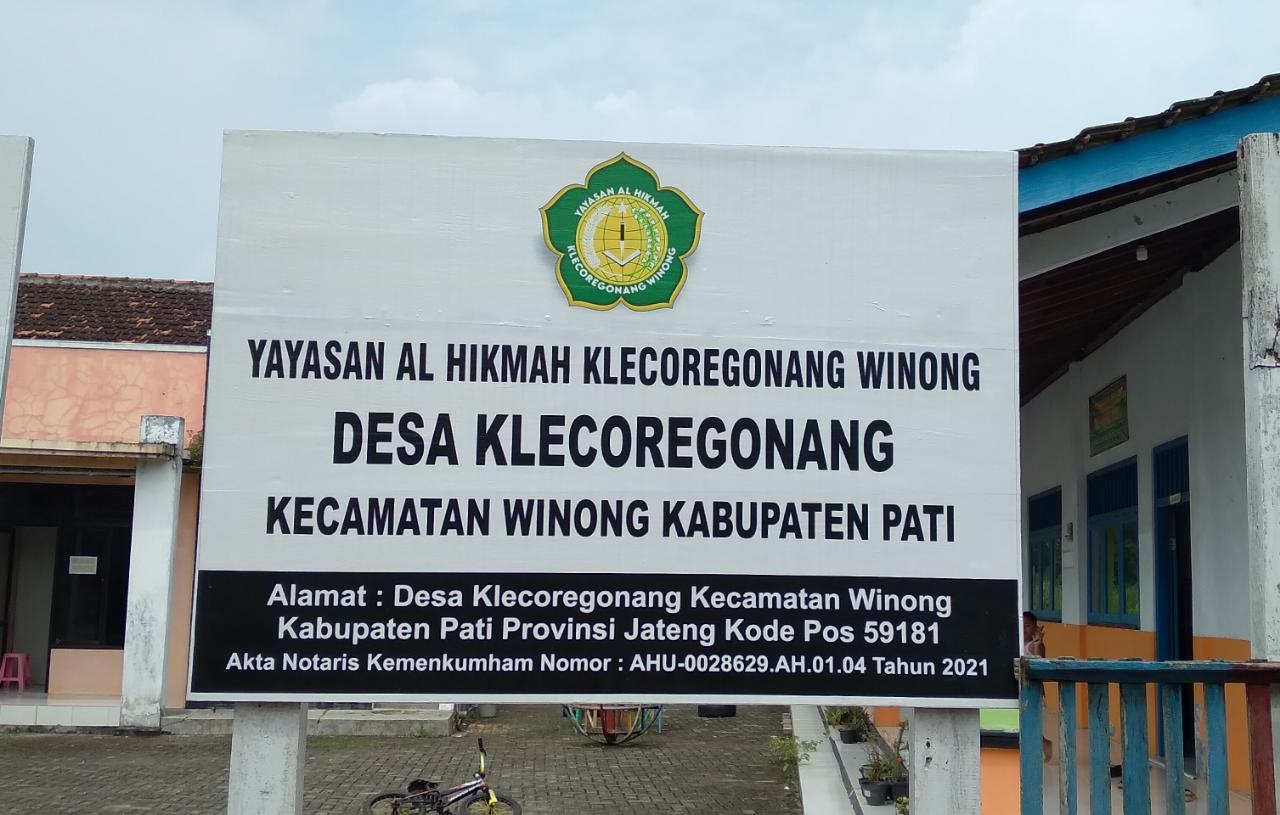 YAYASAN AL HIKMAH
KLECOREGONANG WINONG
YAYASAN AL HIKMAH KLECOREGONANG WINONG
DESA KLECOREGONANG
KECAMATAN WINONG KABUPATEN PATI
Alamat : Desa Klecoregonang Kecamatan Winong
Kabupaten Pati Provinsi Jateng Kode Pos 59181
Akta Notaris Kemenkumham Nomor : AHU-0028629.AH.01.04 Tahun 2021